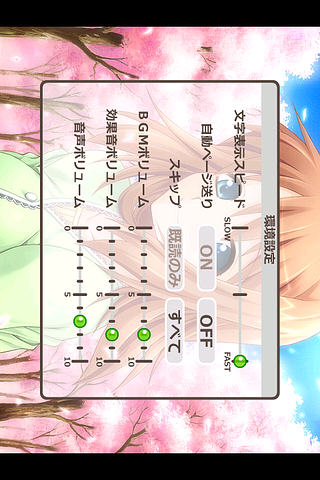 環境設定
文字表示スピード
SLOW FAST
自動ページ送り ON OFF
スキップ 既読のみ すべて
BGMボリューム 0 5 10
効果音ボリューム 0 5 10
音声ボリューム 0 5 10